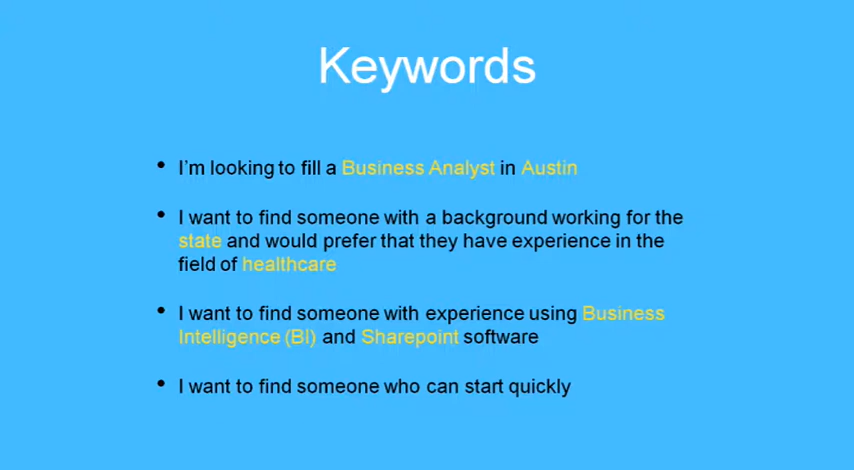 Keywords
• I'm looking to fill a Business Analyst in Austin
• I want to find someone with a background working for the
state and would prefer that they have experience in the
field of healthcare
• I want to find someone with experience using Business
Intelligence (BI) and Sharepoint software
• I want to find someone who can start quickly